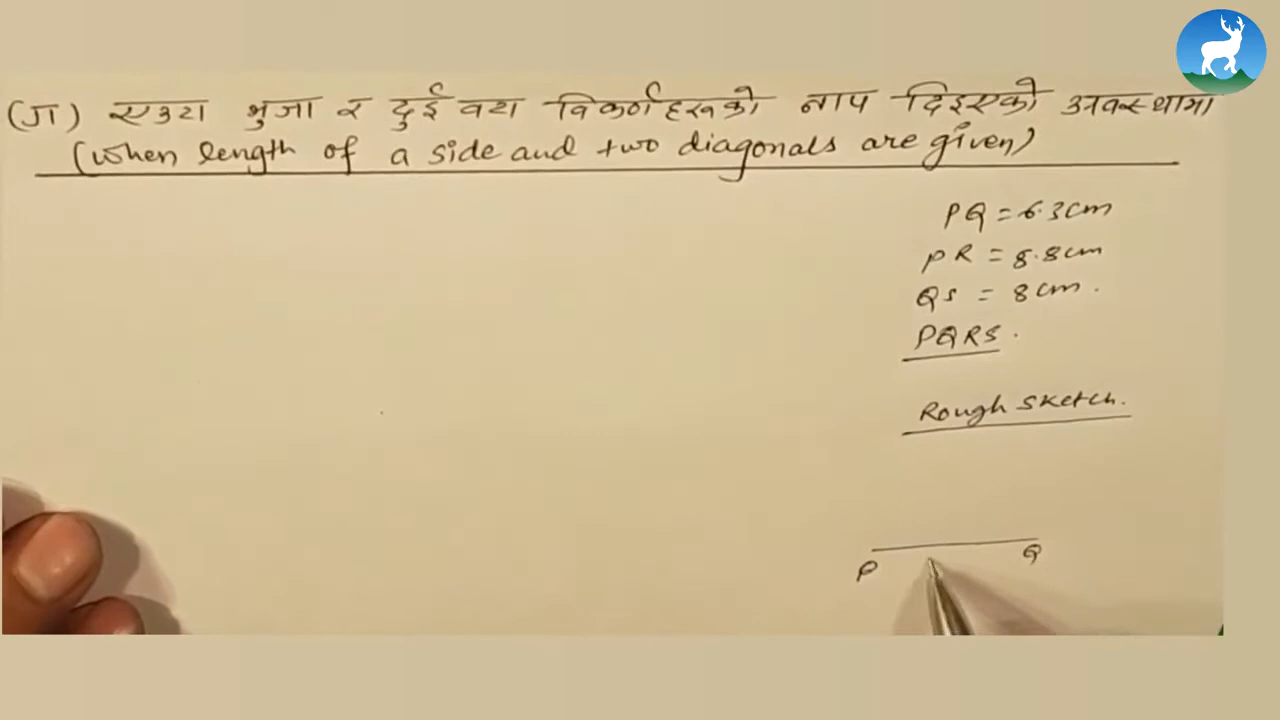 (ग) एउटा भुजा र दुई वटा विकर्णहरूको नाप दिइएको अवस्थामा
(when length of a side and two diagonals are given)
PQ = 6.3cm
PR = 8.8cm
QS = 8cm.
PQRS.
Rough sketch.
P Q